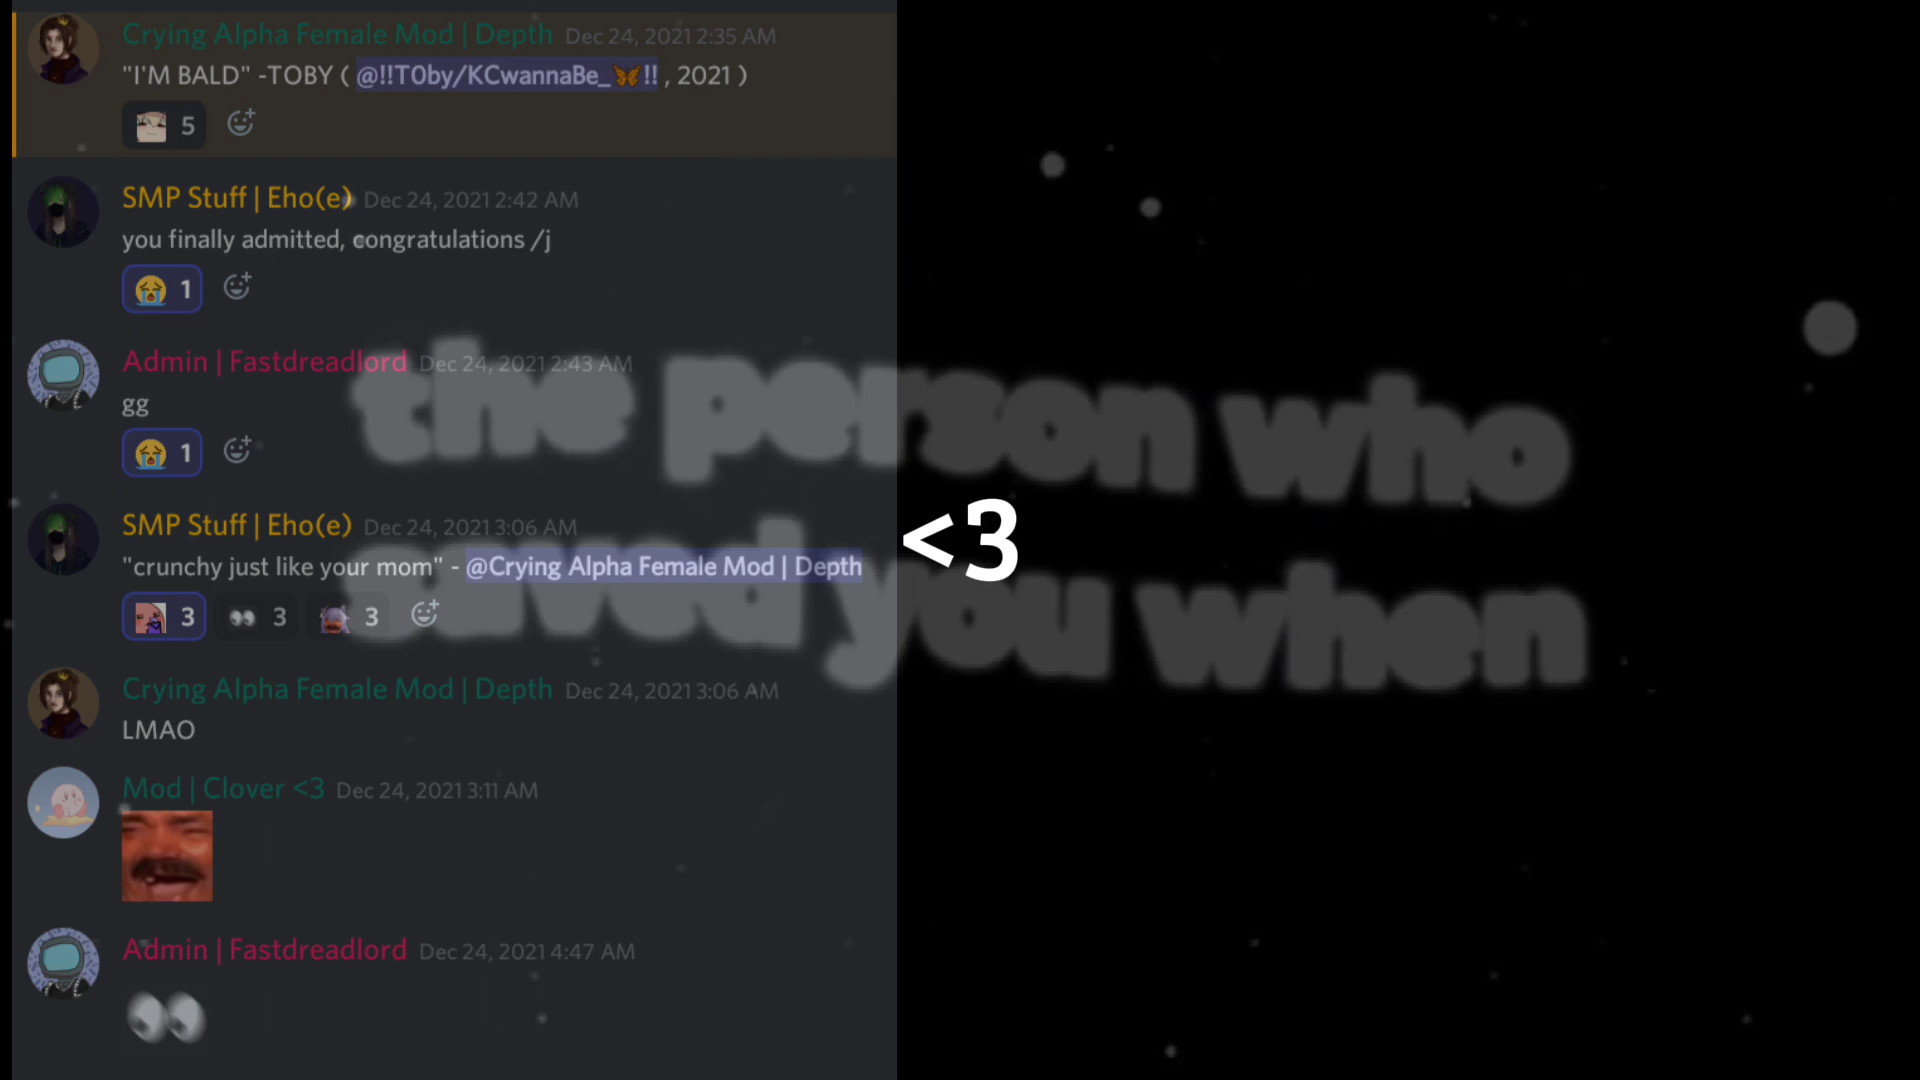 Crying Alpha Female Mod | Depth Dec 24, 2021 2:35 AM
"I'M BALD" -TOBY ( @!!T0by/KCwannaBe_🦋!! , 2021 )
5
SMP Stuff | Eho(e) Dec 24, 2021 2:42 AM
you finally admitted, congratulations /j
1
Admin | Fastdreadlord Dec 24, 2021 2:43 AM
gg
1
the person who
saved you when
<3
SMP Stuff | Eho(e) Dec 24, 2021 3:06 AM
"crunchy just like your mom" - @Crying Alpha Female Mod | Depth
3 3 3
Crying Alpha Female Mod | Depth Dec 24, 2021 3:06 AM
LMAO
Mod | Clover <3 Dec 24, 2021 3:11 AM
Admin | Fastdreadlord Dec 24, 2021 4:47 AM